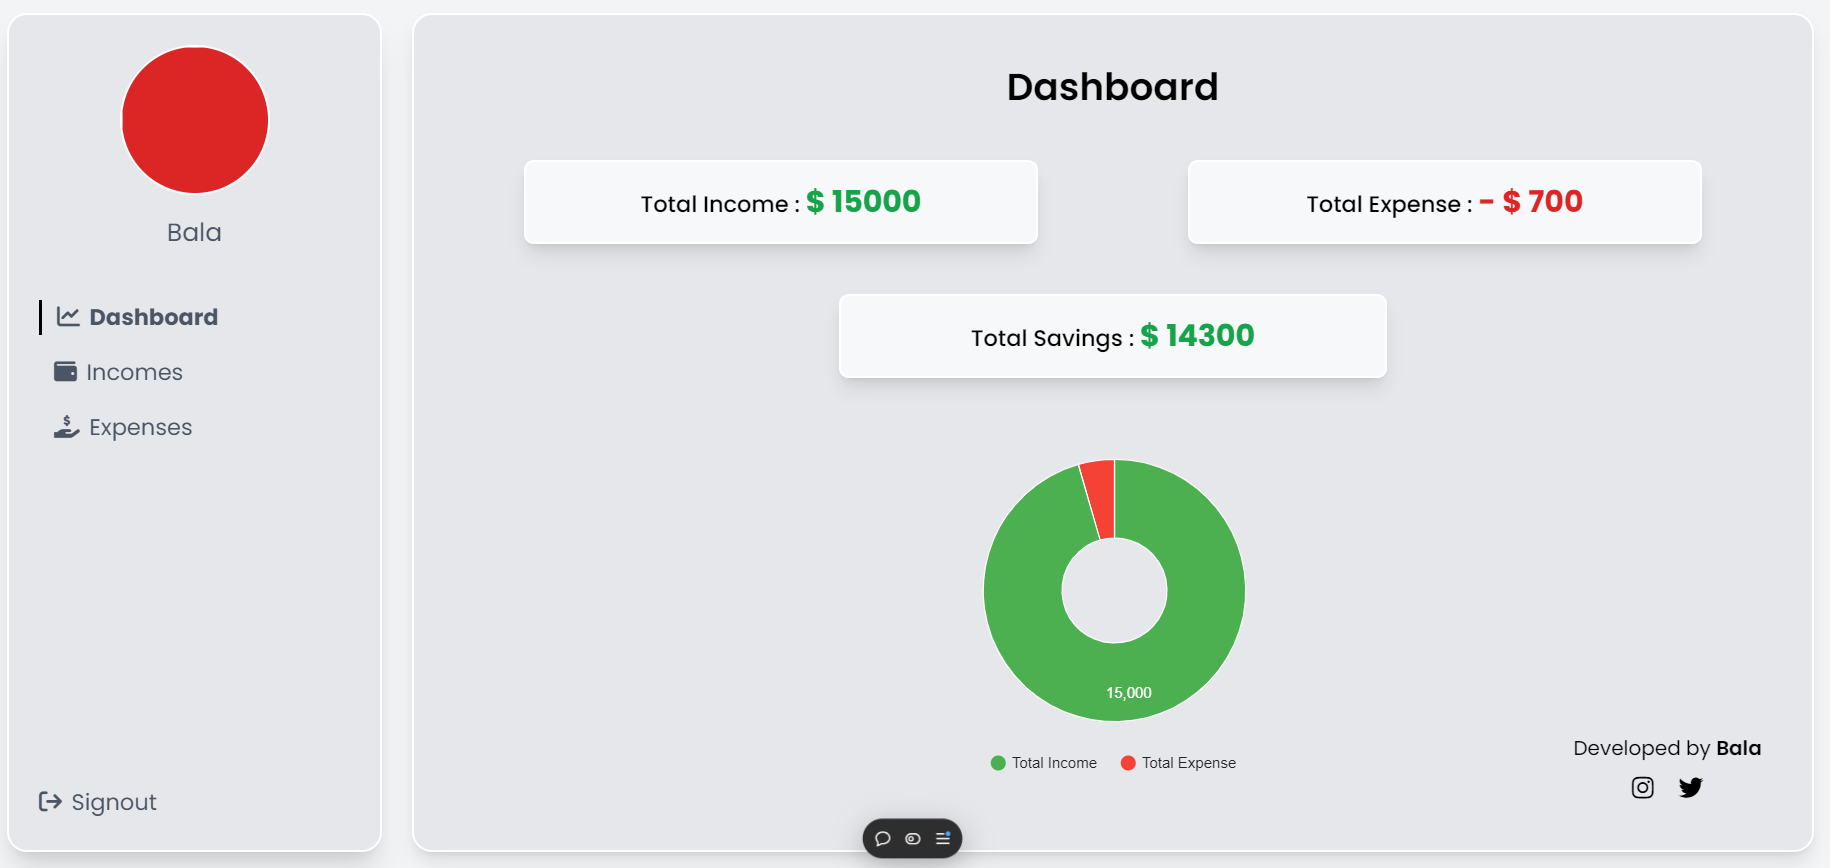 Bala
Dashboard
Incomes
Expenses
Signout
Dashboard
Total Income : $ 15000
Total Expense : - $ 700
Total Savings : $ 14300
15,000
Total Income
Total Expense
Developed by Bala